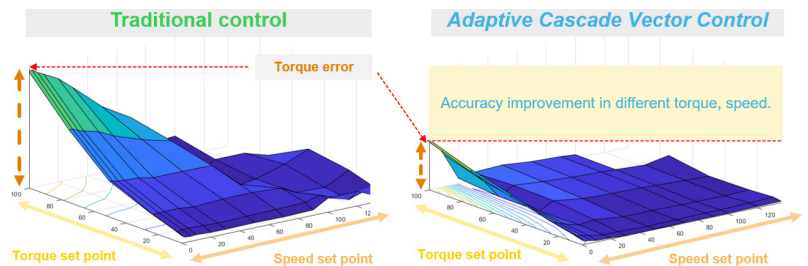 Traditional control
Adaptive Cascade Vector Control
Torque error
Accuracy improvement in different torque, speed.
100
80
60
40
20
0
20
40
60
80
100
Torque set point
Speed set point
100
80
60
40
20
0
20
40
60
80
100
120
Torque set point
Speed set point